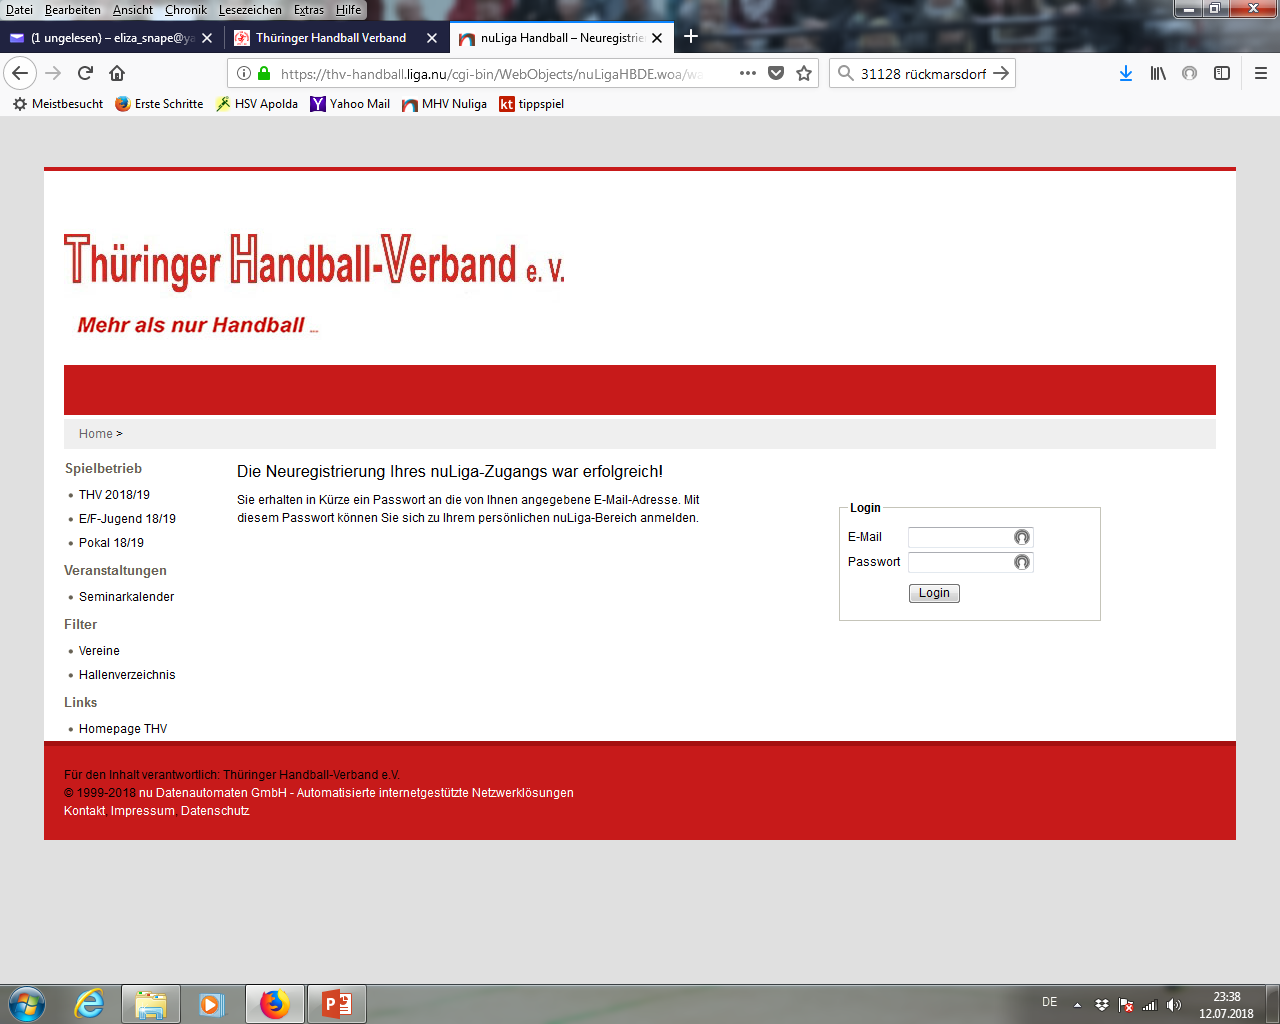 Datei Bearbeiten Ansicht Chronik Lesezeichen Extras Hilfe
(1 ungelesen) – eliza_snape@ya
Thüringer Handball Verband
nuLiga Handball – Neuregistrie
https://thv-handball.liga.nu/cgi-bin/WebObjects/nuLigaHBDE.woa/wa
31128 rückmarsdorf
Meistbesucht Erste Schritte HSV Apolda Yahoo Mail MHV Nuliga kt tippspiel
Thüringer Handball-Verband e. V.
Mehr als nur Handball ...
Home >
Spielbetrieb
THV 2018/19
E/F-Jugend 18/19
Pokal 18/19
Veranstaltungen
Seminarkalender
Filter
Vereine
Hallenverzeichnis
Links
Homepage THV
Die Neuregistrierung Ihres nuLiga-Zugangs war erfolgreich!
Sie erhalten in Kürze ein Passwort an die von Ihnen angegebene E-Mail-Adresse. Mit
diesem Passwort können Sie sich zu Ihrem persönlichen nuLiga-Bereich anmelden.
Login
E-Mail
Passwort
Login
Für den Inhalt verantwortlich: Thüringer Handball-Verband e.V.
© 1999-2018 nu Datenautomaten GmbH - Automatisierte internetgestützte Netzwerklösungen
Kontakt, Impressum, Datenschutz
DE
23:38
12.07.2018